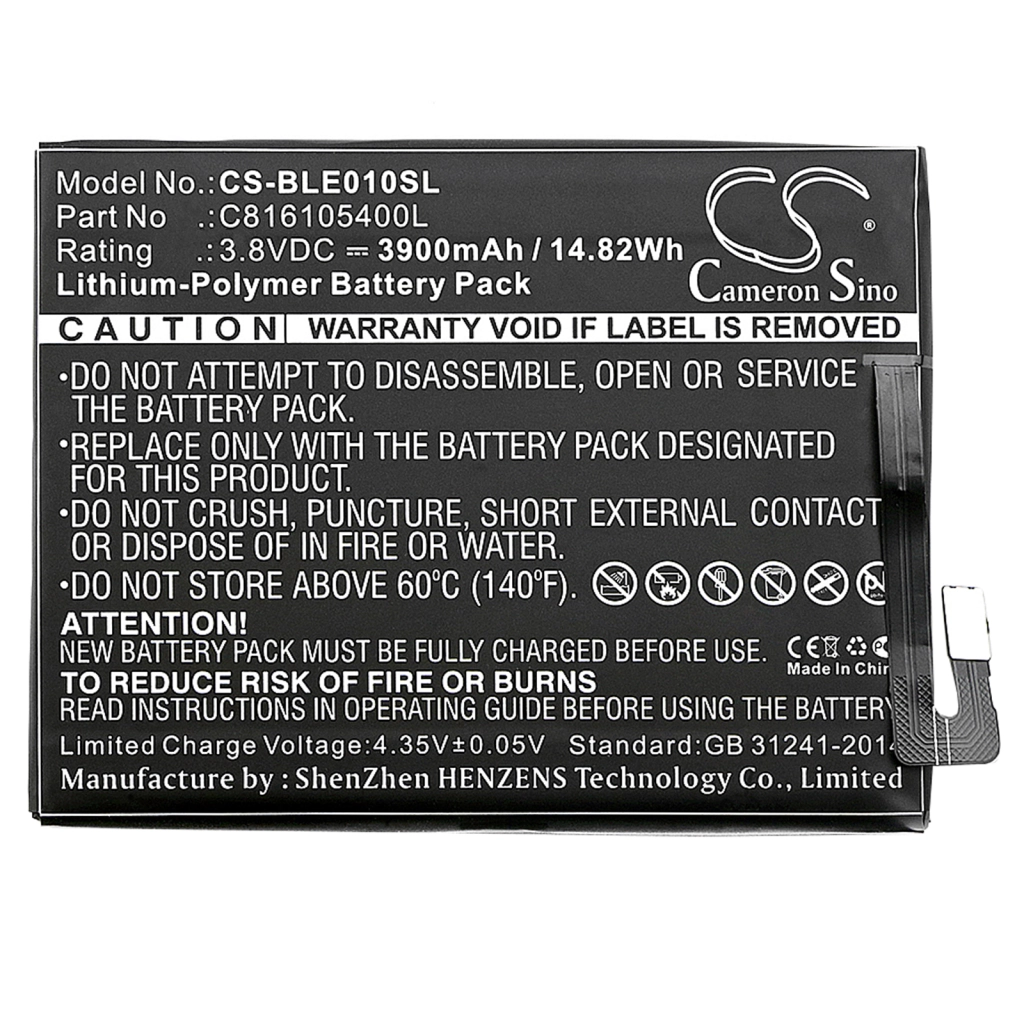 Model No.: CS-BLE010SL
Part No .: C816105400L
Rating .: 3.8VDC ⎓ 3900mAh / 14.82Wh
Lithium-Polymer Battery Pack
CS ®
Cameron Sino
CAUTION WARRANTY VOID IF LABEL IS REMOVED
•DO NOT ATTEMPT TO DISASSEMBLE, OPEN OR SERVICE
THE BATTERY PACK.
•REPLACE ONLY WITH THE BATTERY PACK DESIGNATED
FOR THIS PRODUCT.
•DO NOT CRUSH, PUNCTURE, SHORT EXTERNAL CONTACT
OR DISPOSE OF IN FIRE OR WATER.
•DO NOT STORE ABOVE 60°C (140°F).
ATTENTION!
NEW BATTERY PACK MUST BE FULLY CHARGED BEFORE USE.
CE
Made In Chin
TO REDUCE RISK OF FIRE OR BURNS
READ INSTRUCTIONS IN OPERATING GUIDE BEFORE USING THE BATTERY
Limited Charge Voltage:4.35V±0.05V Standard:GB 31241-2014
Manufacture by : ShenZhen HENZENS Technology Co., Limited